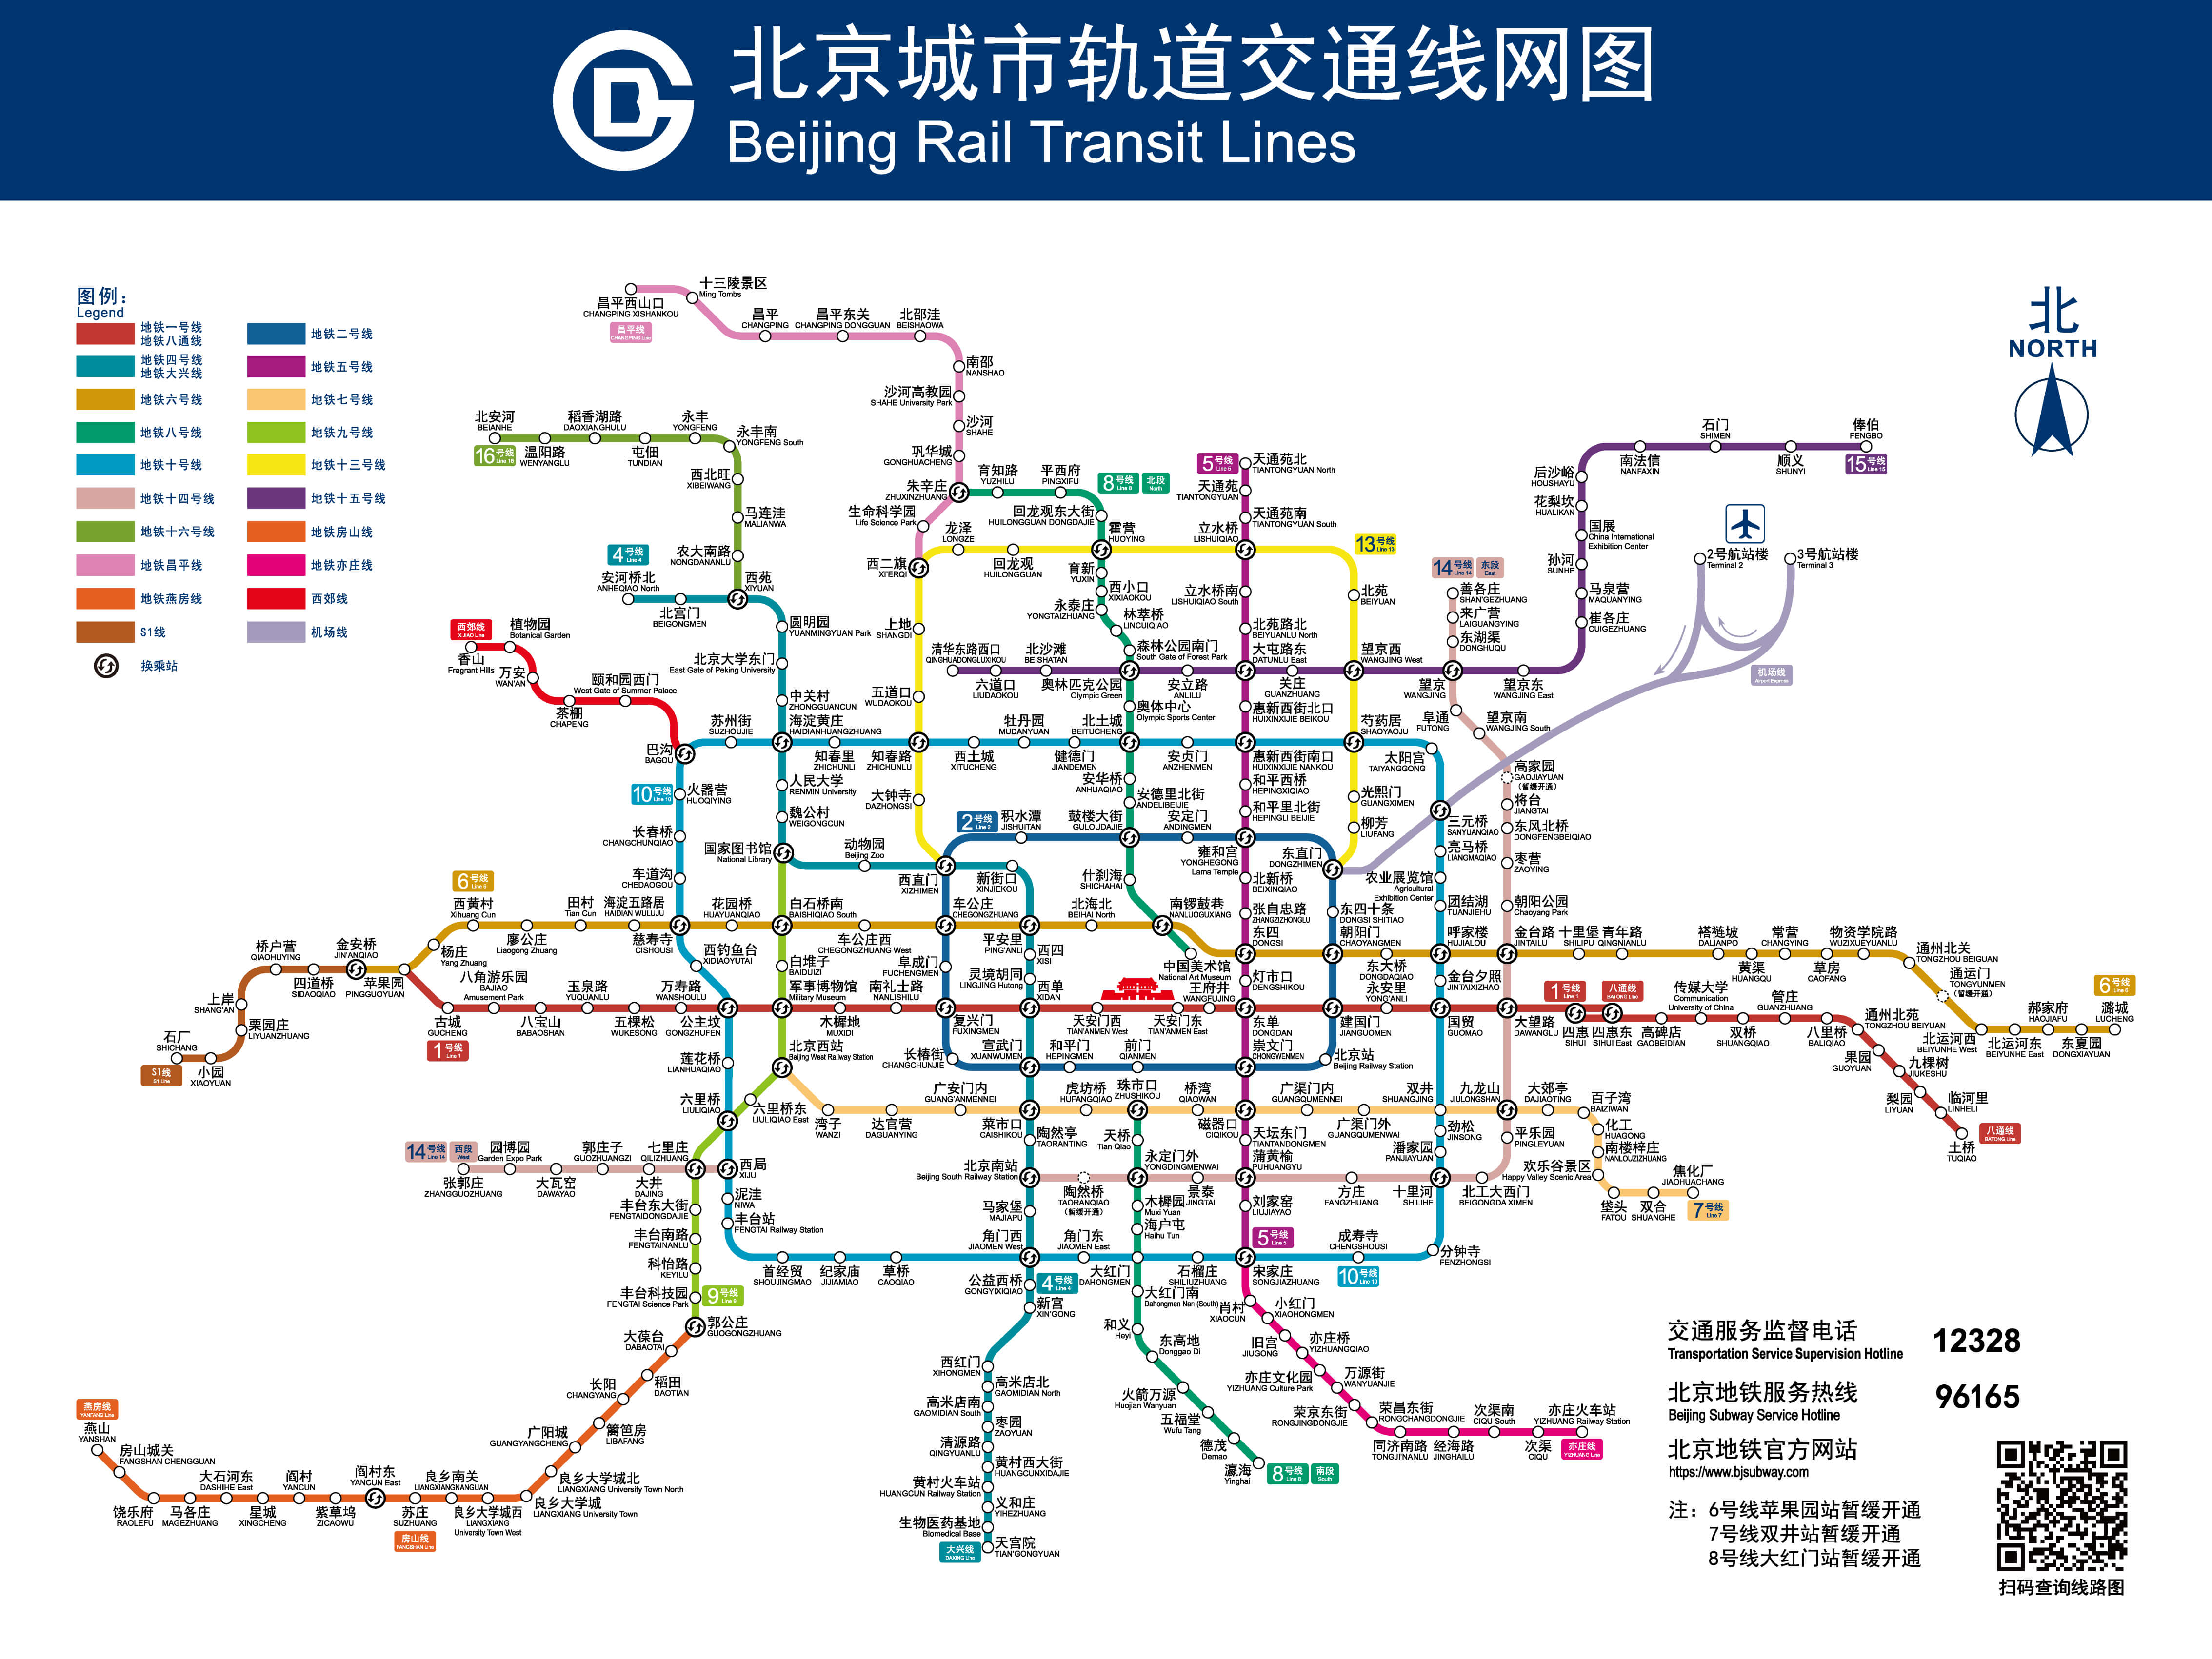 北京城市轨道交通线网图
Beijing Rail Transit Lines
图例：
Legend
地铁一号线
地铁八通线
地铁二号线
地铁四号线
地铁大兴线
地铁五号线
地铁六号线
地铁七号线
地铁八号线
地铁九号线
地铁十号线
地铁十三号线
地铁十四号线
地铁十五号线
地铁十六号线
地铁房山线
地铁昌平线
地铁亦庄线
地铁燕房线
西郊线
S1线
机场线
换乘站
北
NORTH
昌平西山口
CHANGPING XISHANKOU
昌平线
CHANGPING Line
十三陵景区
Ming Tombs
昌平
CHANGPING
昌平东关
CHANGPING DONGGUAN
北邵洼
BEISHAOWA
南邵
NANSHAO
沙河高教园
SHAHE University Park
沙河
SHAHE
巩华城
GONGHUACHENG
朱辛庄
ZHUXINZHUANG
生命科学园
Life Science Park
西二旗
XI'ERQI
育知路
YUZHILU
平西府
PINGXIFU
8号线
Line 8
北段
North
回龙观东大街
HUILONGGUAN DONGDAJIE
霍营
HUOYING
育新
YUXIN
西小口
XIXIAOKOU
永泰庄
YONGTAIZHUANG
林萃桥
LINCUIQIAO
森林公园南门
South Gate of Forest Park
奥林匹克公园
Olympic Green
奥体中心
Olympic Sports Center
北土城
BEITUCHENG
安华桥
ANHUAQIAO
安德里北街
ANDELIBEIJIE
鼓楼大街
GULOUDAJIE
什刹海
SHICHAHAI
南锣鼓巷
NANLUOGUXIANG
中国美术馆
National Art Museum
北安河
BEIANHE
16号线
Line 16
温阳路
WENYANGLU
稻香湖路
DAOXIANGHULU
屯佃
TUNDIAN
永丰
YONGFENG
永丰南
YONGFENG South
西北旺
XIBEIWANG
马连洼
MALIANWA
农大南路
NONGDANANLU
西苑
XIYUAN
4号线
Line 4
安河桥北
ANHEQIAO North
北宫门
BEIGONGMEN
圆明园
YUANMINGYUAN Park
北京大学东门
East Gate of Peking University
中关村
ZHONGGUANCUN
海淀黄庄
HAIDIANHUANGZHUANG
人民大学
RENMIN University
魏公村
WEIGONGCUN
国家图书馆
National Library
动物园
Beijing Zoo
西直门
XIZHIMEN
新街口
XINJIEKOU
平安里
PING'ANLI
西四
XISI
灵境胡同
LINGJING Hutong
西单
XIDAN
宣武门
XUANWUMEN
菜市口
CAISHIKOU
陶然亭
TAORANTING
北京南站
Beijing South Railway Station
马家堡
MAJIAPU
角门西
JIAOMEN West
公益西桥
GONGYIXIQIAO
4号线
Line 4
新宫
XIN'GONG
西红门
XIHONGMEN
高米店北
GAOMIDIAN North
高米店南
GAOMIDIAN South
枣园
ZAOYUAN
清源路
QINGYUANLU
黄村西大街
HUANGCUNXIDAJIE
黄村火车站
HUANGCUN Railway Station
义和庄
YIHEZHUANG
生物医药基地
Biomedical Base
天宫院
TIAN'GONGYUAN
大兴线
DAXING Line
西郊线
XIJIAO Line
香山
Fragrant Hills
植物园
Botanical Garden
万安
WAN'AN
茶棚
CHAPENG
颐和园西门
West Gate of Summer Palace
巴沟
BAGOU
龙泽
LONGZE
回龙观
HUILONGGUAN
13号线
Line 13
上地
SHANGDI
五道口
WUDAOKOU
知春路
ZHICHUNLU
大钟寺
DAZHONGSI
北苑
BEIYUAN
望京西
WANGJING West
芍药居
SHAOYAOJU
光熙门
GUANGXIMEN
柳芳
LIUFANG
东直门
DONGZHIMEN
5号线
Line 5
天通苑北
TIANTONGYUAN North
天通苑
TIANTONGYUAN
天通苑南
TIANTONGYUAN South
立水桥
LISHUIQIAO
立水桥南
LISHUIQIAO South
北苑路北
BEIYUANLU North
大屯路东
DATUNLU East
惠新西街北口
HUIXINXIJIE BEIKOU
惠新西街南口
HUIXINXIJIE NANKOU
和平西桥
HEPINGXIQIAO
和平里北街
HEPINGLI BEIJIE
雍和宫
YONGHEGONG
Lama Temple
北新桥
BEIXINQIAO
张自忠路
ZHANGZIZHONGLU
东四
DONGSI
灯市口
DENGSHIKOU
东单
DONGDAN
崇文门
CHONGWENMEN
磁器口
CIQIKOU
天坛东门
TIANTANDONGMEN
蒲黄榆
PUHUANGYU
刘家窑
LIUJIAYAO
5号线
Line 5
宋家庄
SONGJIAZHUANG
清华东路西口
QINGHUADONGLUXIKOU
六道口
LIUDAOKOU
北沙滩
BEISHATAN
安立路
ANLILU
关庄
GUANZHUANG
望京
WANGJING
望京东
WANGJING East
崔各庄
CUIGEZHUANG
马泉营
MAQUANYING
孙河
SUNHE
国展
China International
Exhibition Center
花梨坎
HUALIKAN
后沙峪
HOUSHAYU
南法信
NANFAXIN
石门
SHIMEN
顺义
SHUNYI
俸伯
FENGBO
15号线
Line 15
2号航站楼
Terminal 2
3号航站楼
Terminal 3
机场线
Airport Express
14号线
Line 14
东段
East
善各庄
SHAN'GEZHUANG
来广营
LAIGUANGYING
东湖渠
DONGHUQU
阜通
FUTONG
望京南
WANGJING South
高家园
GAOJIAYUAN
（暂缓开通）
将台
JIANGTAI
东风北桥
DONGFENGBEIQIAO
枣营
ZAOYING
朝阳公园
Chaoyang Park
金台路
JINTAILU
大望路
DAWANGLU
九龙山
JIULONGSHAN
平乐园
PINGLEYUAN
北工大西门
BEIGONGDA XIMEN
十里河
SHILIHE
方庄
FANGZHUANG
景泰
JINGTAI
永定门外
YONGDINGMENWAI
陶然桥
TAORANQIAO
（暂缓开通）
苏州街
SUZHOUJIE
知春里
ZHICHUNLI
西土城
XITUCHENG
牡丹园
MUDANYUAN
健德门
JIANDEMEN
安贞门
ANZHENMEN
太阳宫
TAIYANGGONG
三元桥
SANYUANQIAO
亮马桥
LIANGMAQIAO
农业展览馆
Agricultural
Exhibition Center
团结湖
TUANJIEHU
呼家楼
HUJIALOU
金台夕照
JINTAIXIZHAO
国贸
GUOMAO
双井
SHUANGJING
劲松
JINSONG
潘家园
PANJIAYUAN
分钟寺
FENZHONGSI
成寿寺
CHENGSHOUSI
10号线
Line 10
石榴庄
SHILIUZHUANG
大红门
DAHONGMEN
角门东
JIAOMEN East
草桥
CAOQIAO
纪家庙
JIJIAMIAO
首经贸
SHOUJINGMAO
丰台站
FENGTAI Railway Station
泥洼
NIWA
西局
XIJU
六里桥
LIULIQIAO
莲花桥
LIANHUAQIAO
公主坟
GONGZHUFEN
西钓鱼台
XIDIAOYUTAI
慈寿寺
CISHOUSI
车道沟
CHEDAOGOU
长春桥
CHANGCHUNQIAO
火器营
HUOQIYING
10号线
Line 10
2号线
Line 2
积水潭
JISHUITAN
安定门
ANDINGMEN
东四十条
DONGSI SHITIAO
朝阳门
CHAOYANGMEN
建国门
JIANGUOMEN
北京站
Beijing Railway Station
前门
QIANMEN
和平门
HEPINGMEN
长椿街
CHANGCHUNJIE
复兴门
FUXINGMEN
阜成门
FUCHENGMEN
车公庄
CHEGONGZHUANG
6号线
Line 6
西黄村
Xihuang Cun
杨庄
Yang Zhuang
廖公庄
Liaogong Zhuang
田村
Tian Cun
海淀五路居
HAIDIAN WULUJU
花园桥
HUAYUANQIAO
白石桥南
BAISHIQIAO South
车公庄西
CHEGONGZHUANG West
北海北
BEIHAI North
东大桥
DONGDAQIAO
十里堡
SHILIPU
青年路
QINGNIANLU
褡裢坡
DALIANPO
黄渠
HUANGQU
常营
CHANGYING
草房
CAOFANG
物资学院路
WUZIXUEYUANLU
通州北关
TONGZHOU BEIGUAN
通运门
TONGYUNMEN
（暂缓开通）
北运河西
BEIYUNHE West
北运河东
BEIYUNHE East
郝家府
HAOJIAFU
东夏园
DONGXIAYUAN
潞城
LUCHENG
6号线
Line 6
桥户营
QIAOHUYING
四道桥
SIDAOQIAO
金安桥
JIN'ANQIAO
上岸
SHANG'AN
栗园庄
LIYUANZHUANG
石厂
SHICHANG
小园
XIAOYUAN
S1线
S1 Line
苹果园
PINGGUOYUAN
古城
GUCHENG
1号线
Line 1
八角游乐园
BAJIAO
Amusement Park
八宝山
BABAOSHAN
玉泉路
YUQUANLU
五棵松
WUKESONG
万寿路
WANSHOULU
军事博物馆
Military Museum
木樨地
MUXIDI
南礼士路
NANLISHILU
天安门西
TIAN'ANMEN West
天安门东
TIAN'ANMEN East
王府井
WANGFUJING
永安里
YONG'ANLI
1号线
Line 1
八通线
BATONG Line
四惠
SIHUI
四惠东
SIHUI East
高碑店
GAOBEIDIAN
传媒大学
Communication
University of China
双桥
SHUANGQIAO
管庄
GUANZHUANG
八里桥
BALIQIAO
通州北苑
TONGZHOU BEIYUAN
果园
GUOYUAN
九棵树
JIUKESHU
梨园
LIYUAN
临河里
LINHELI
土桥
TUQIAO
八通线
BATONG Line
白堆子
BAIDUIZI
北京西站
Beijing West Railway Station
六里桥东
LIULIQIAO East
七里庄
QILIZHUANG
丰台东大街
FENGTAIDONGDAJIE
丰台南路
FENGTAINANLU
科怡路
KEYILU
丰台科技园
FENGTAI Science Park
9号线
Line 9
郭公庄
GUOGONGZHUANG
湾子
WANZI
达官营
DAGUANYING
广安门内
GUANG'ANMENNEI
虎坊桥
HUFANGQIAO
珠市口
ZHUSHIKOU
桥湾
QIAOWAN
广渠门内
GUANGQUMENNEI
广渠门外
GUANGQUMENWAI
大郊亭
DAJIAOTING
百子湾
BAIZIWAN
化工
HUAGONG
南楼梓庄
NANLOUZIZHUANG
欢乐谷景区
Happy Valley Scenic Area
垡头
FATOU
双合
SHUANGHE
焦化厂
JIAOHUACHANG
7号线
Line 7
14号线
Line 14
西段
West
张郭庄
ZHANGGUOZHUANG
园博园
Garden Expo Park
大瓦窑
DAWAYAO
郭庄子
GUOZHUANGZI
大井
DAJING
天桥
Tian Qiao
木樨园
Muxi Yuan
海户屯
Haihu Tun
大红门南
Dahongmen Nan (South)
和义
Heyi
东高地
Donggao Di
火箭万源
Huojian Wanyuan
五福堂
Wufu Tang
德茂
Demao
瀛海
Yinghai
8号线
Line 8
南段
South
肖村
XIAOCUN
小红门
XIAOHONGMEN
旧宫
JIUGONG
亦庄桥
YIZHUANGQIAO
亦庄文化园
YIZHUANG Culture Park
万源街
WANYUANJIE
荣京东街
RONGJINGDONGJIE
荣昌东街
RONGCHANGDONGJIE
同济南路
TONGJI'NANLU
经海路
JINGHAILU
次渠南
CIQU South
次渠
CIQU
亦庄火车站
YIZHUANG Railway Station
亦庄线
YIZHUANG Line
大葆台
DABAOTAI
稻田
DAOTIAN
长阳
CHANGYANG
篱笆房
LIBAFANG
广阳城
GUANGYANGCHENG
良乡大学城北
LIANGXIANG University Town North
良乡大学城
LIANGXIANG University Town
良乡大学城西
LIANGXIANG
University Town West
良乡南关
LIANGXIANGNANGUAN
苏庄
SUZHUANG
房山线
FANGSHAN Line
阎村东
YANCUN East
紫草坞
ZICAOWU
阎村
YANCUN
星城
XINGCHENG
大石河东
DASHIHE East
马各庄
MAGEZHUANG
饶乐府
RAOLEFU
房山城关
FANGSHAN CHENGGUAN
燕山
YANSHAN
燕房线
YANFANG Line
交通服务监督电话 12328
Transportation Service Supervision Hotline
北京地铁服务热线 96165
Beijing Subway Service Hotline
北京地铁官方网站
https://www.bjsubway.com
注：6号线苹果园站暂缓开通
7号线双井站暂缓开通
8号线大红门站暂缓开通
扫码查询线路图